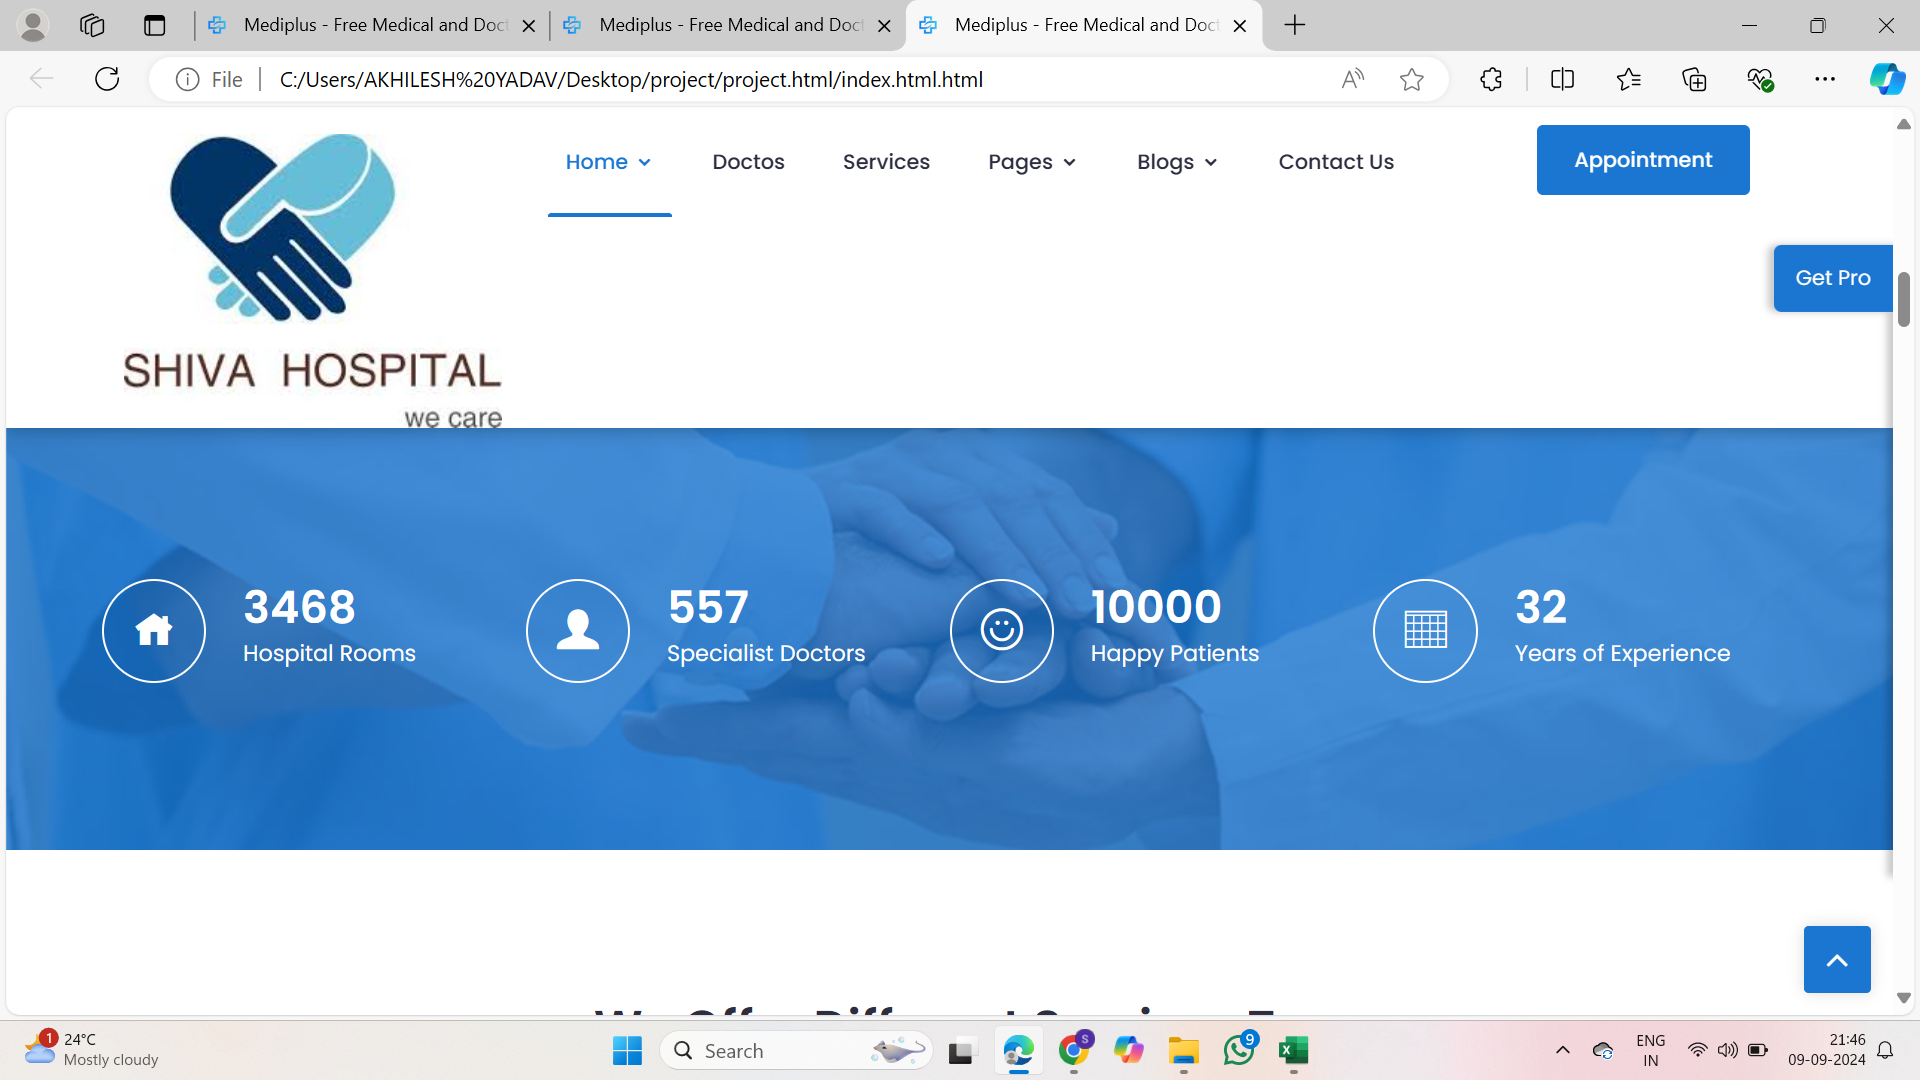 Mediplus - Free Medical and Doct
Mediplus - Free Medical and Doct
Mediplus - Free Medical and Doct
File
C:/Users/AKHILESH%20YADAV/Desktop/project/project.html/index.html.html
Home
Doctos
Services
Pages
Blogs
Contact Us
Appointment
Get Pro
SHIVA HOSPITAL
we care
3468
Hospital Rooms
557
Specialist Doctors
10000
Happy Patients
32
Years of Experience
1
24°C
Mostly cloudy
Search
S
9
ENG
IN
21:46
09-09-2024